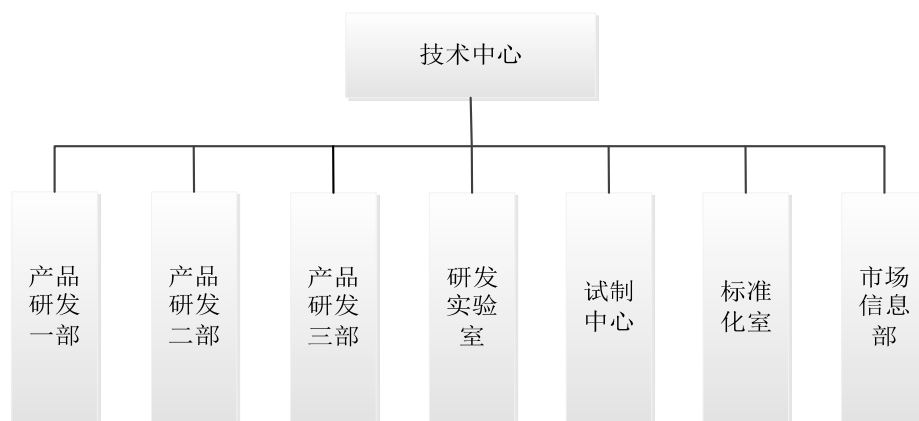 技术中心
产品
研发
一部
产品
研发
二部
产品
研发
三部
研发
实验
室
试制
中心
标准
化室
市场
信息
部